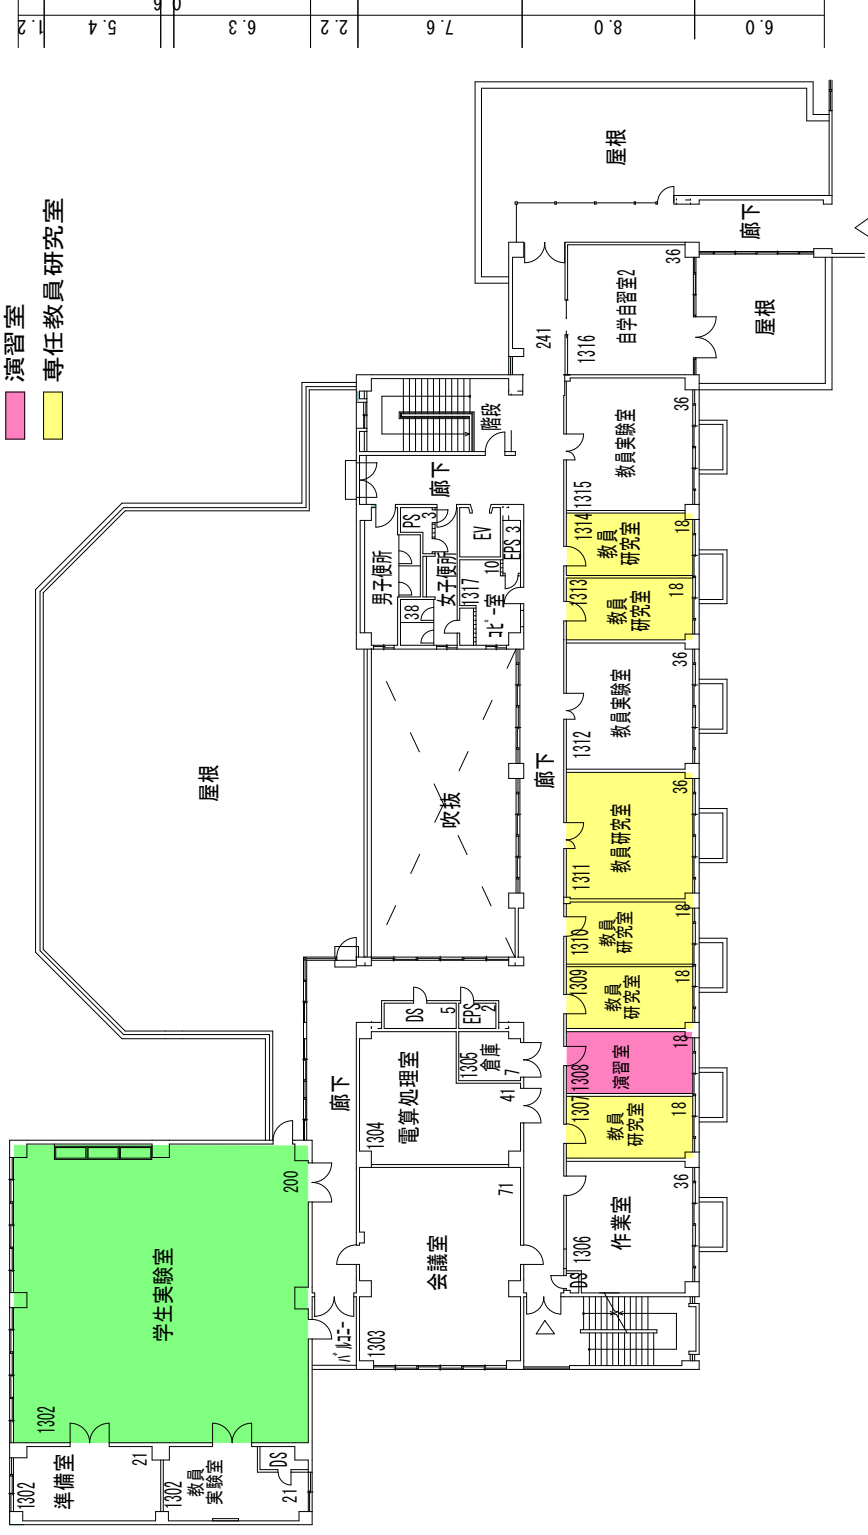 1.2
5.4
0.6
6.3
2.2
7.6
8.0
6.0
演習室
専任教員研究室
屋根
廊下
屋根
241
1316
自学自習室2
36
階段
廊下
1315
教員実験室
36
男子便所
PS
3
女子便所
38
EV
EPS 3
1317
10
コピー室
1314
教員
研究室
18
1313
教員
研究室
18
屋根
吹抜
廊下
1312
教員実験室
36
1311
教員研究室
36
1310
教員
研究室
18
1309
教員
研究室
18
1308
演習室
18
1307
教員
研究室
18
DS
5
EPS
2
1305
倉庫
7
廊下
1304
電算処理室
41
1306
作業室
36
DS
1303
会議室
71
バルコニー
1302
学生実験室
200
1302
準備室
21
1302
教員
実験室
21
DS